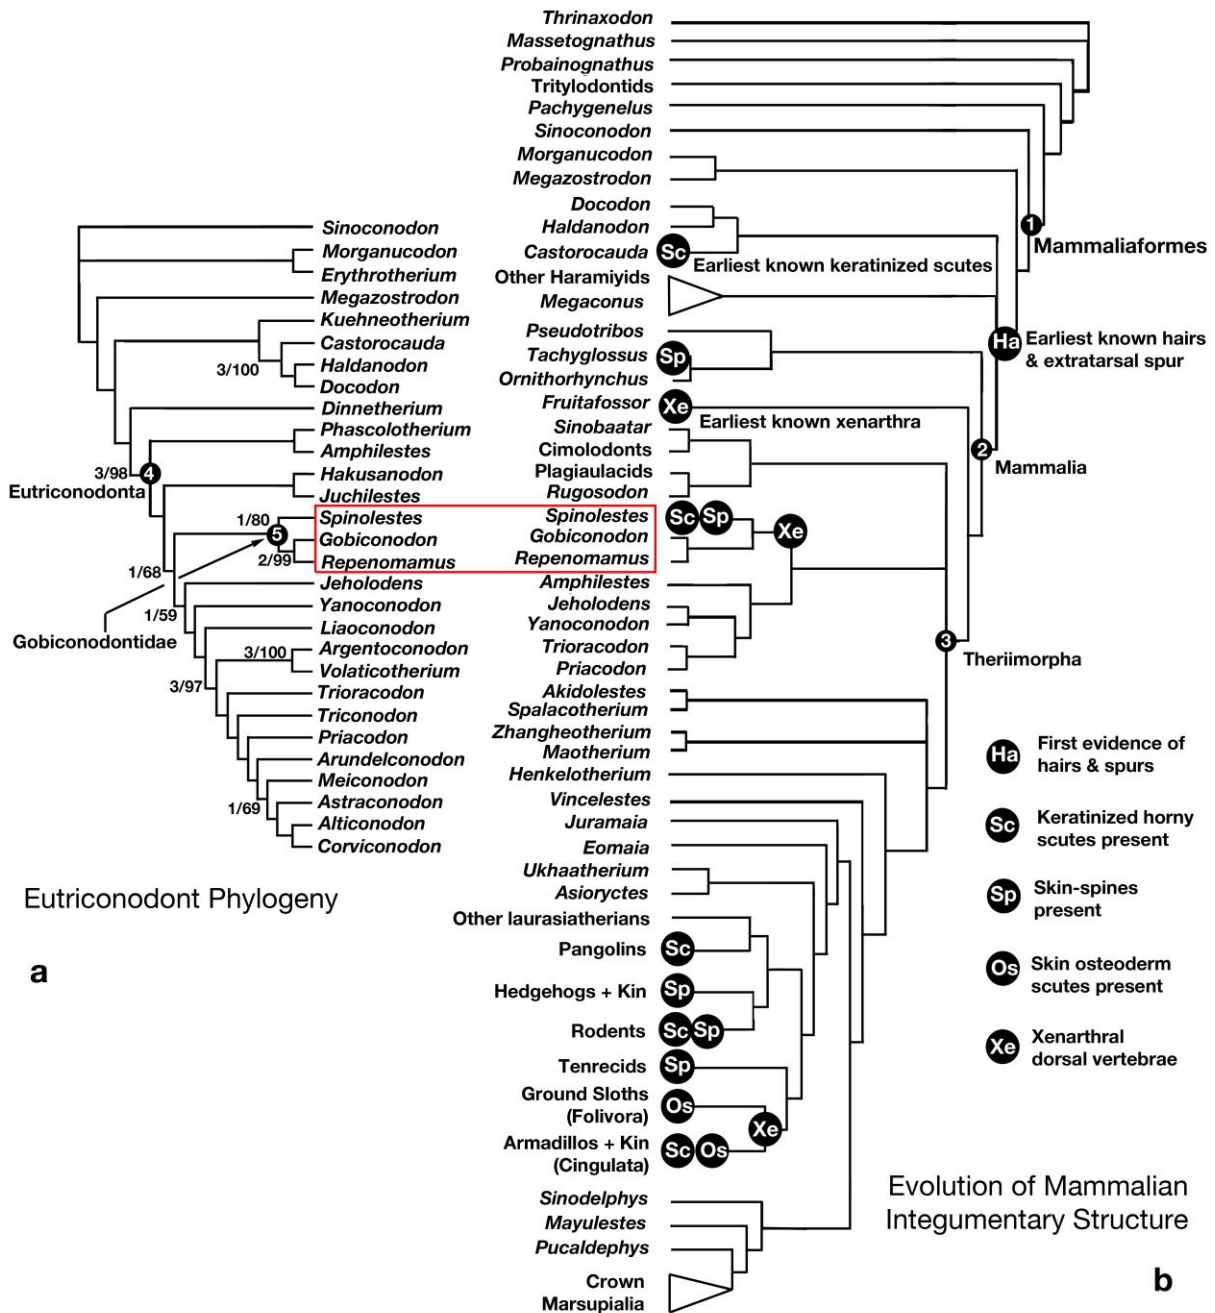 Sinoconodon
Morganucodon
Erythrotherium
Megazostrodon
Kuehneotherium
Castorocauda
Haldanodon
3/100
Docodon
Dinnetherium
Phascolotherium
3/98
4
Amphilestes
Eutriconodonta
Hakusanodon
Juchilestes
1/80
Spinolestes
5
Gobiconodon
2/99
Repenomamus
1/68
Jeholodens
1/59
Yanoconodon
Gobiconodontidae
Liaoconodon
3/100
Argentoconodon
Volaticotherium
3/97
Trioracodon
Triconodon
Priacodon
Arundelconodon
Meiconodon
1/69
Astraconodon
Alticonodon
Corviconodon
Eutriconodont Phylogeny
a
Thrinaxodon
Massetognathus
Probainognathus
Tritylodontids
Pachygenelus
Sinoconodon
Morganucodon
Megazostrodon
Docodon
Haldanodon
Castorocauda
Sc
Earliest known keratinized scutes
1
Mammaliaformes
Other Haramiyids
Megaconus
Ha
Earliest known hairs
& extratarsal spur
Pseudotribos
Tachyglossus
Sp
Ornithorhynchus
Fruitafossor
Xe
Earliest known xenarthra
Sinobaatar
Cimolodonts
2
Mammalia
Plagiaulacids
Rugosodon
Spinolestes
Sc
Sp
Xe
Gobiconodon
Repenomamus
Amphilestes
Jeholodens
Yanoconodon
Trioracodon
Priacodon
3
Theriimorpha
Akidolestes
Spalacotherium
Zhangheotherium
Maotherium
Henkelotherium
Vincelestes
Juramaia
Eomaia
Ukhaatherium
Asioryctes
Other laurasiatherians
Pangolins
Sc
Hedgehogs + Kin
Sp
Rodents
Sc
Sp
Tenrecids
Sp
Ground Sloths
(Folivora)
Os
Xe
Armadillos + Kin
(Cingulata)
Sc
Os
Sinodelphys
Mayulestes
Pucaldephys
Crown
Marsupialia
Ha
First evidence of
hairs & spurs
Sc
Keratinized horny
scutes present
Sp
Skin-spines
present
Os
Skin osteoderm
scutes present
Xe
Xenarthral
dorsal vertebrae
Evolution of Mammalian
Integumentary Structure
b